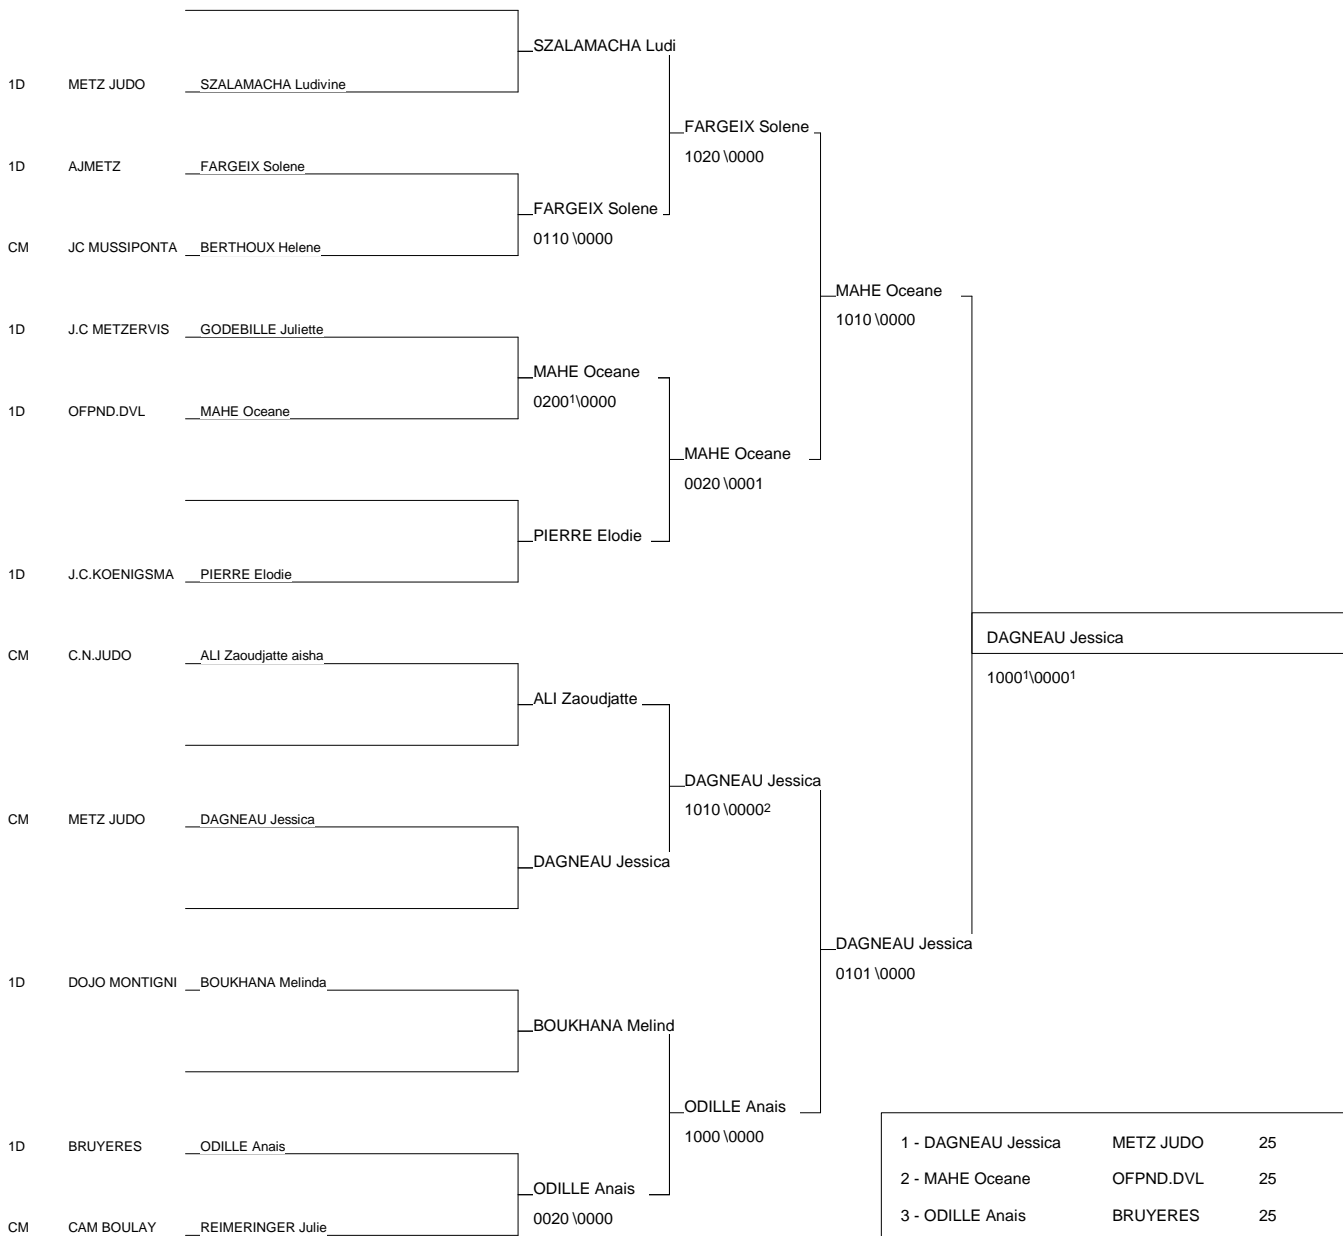 SZALAMACHA Ludi
1D METZ JUDO SZALAMACHA Ludivine
FARGEIX Solene
1020 \0000
1D AJMETZ FARGEIX Solene
FARGEIX Solene
0110 \0000
CM JC MUSSIPONTA BERTHOUX Helene
MAHE Oceane
1010 \0000
1D J.C METZERVIS GODEBILLE Juliette
MAHE Oceane
0200¹\0000
1D OFPND.DVL MAHE Oceane
MAHE Oceane
0020 \0001
PIERRE Elodie
1D J.C.KOENIGSMA PIERRE Elodie
DAGNEAU Jessica
1000¹\0000¹
CM C.N.JUDO ALI Zaoudjatte aisha
ALI Zaoudjatte
DAGNEAU Jessica
1010 \0000²
CM METZ JUDO DAGNEAU Jessica
DAGNEAU Jessica
DAGNEAU Jessica
0101 \0000
1D DOJO MONTIGNI BOUKHANA Melinda
BOUKHANA Melind
ODILLE Anais
1000 \0000
1D BRUYERES ODILLE Anais
ODILLE Anais
0020 \0000
CM CAM BOULAY REIMERINGER Julie
1 - DAGNEAU Jessica METZ JUDO 25
2 - MAHE Oceane OFPND.DVL 25
3 - ODILLE Anais BRUYERES 25